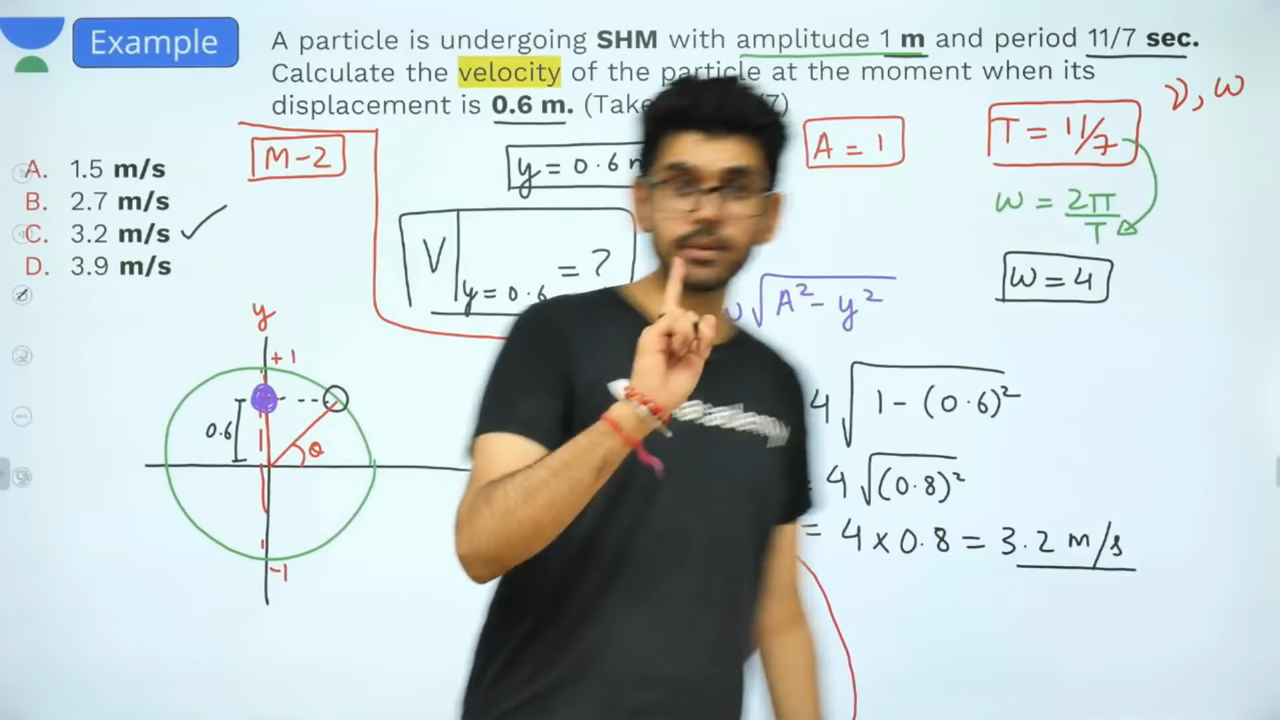 Example
A particle is undergoing SHM with amplitude 1 m and period 11/7 sec.
Calculate the velocity of the particle at the moment when its
displacement is 0.6 m. (Take 7)
A. 1.5 m/s
B. 2.7 m/s
C. 3.2 m/s ✓
D. 3.9 m/s
M-2
y = 0.6
A = 1
T = 11/7
ν, ω
ω = 2π/T
ω = 4
V|y=0.6 = ?
√A²-y²
4√1-(0.6)²
4√(0.8)²
= 4×0.8 = 3.2 m/s
y
+1
0.6
θ
-1